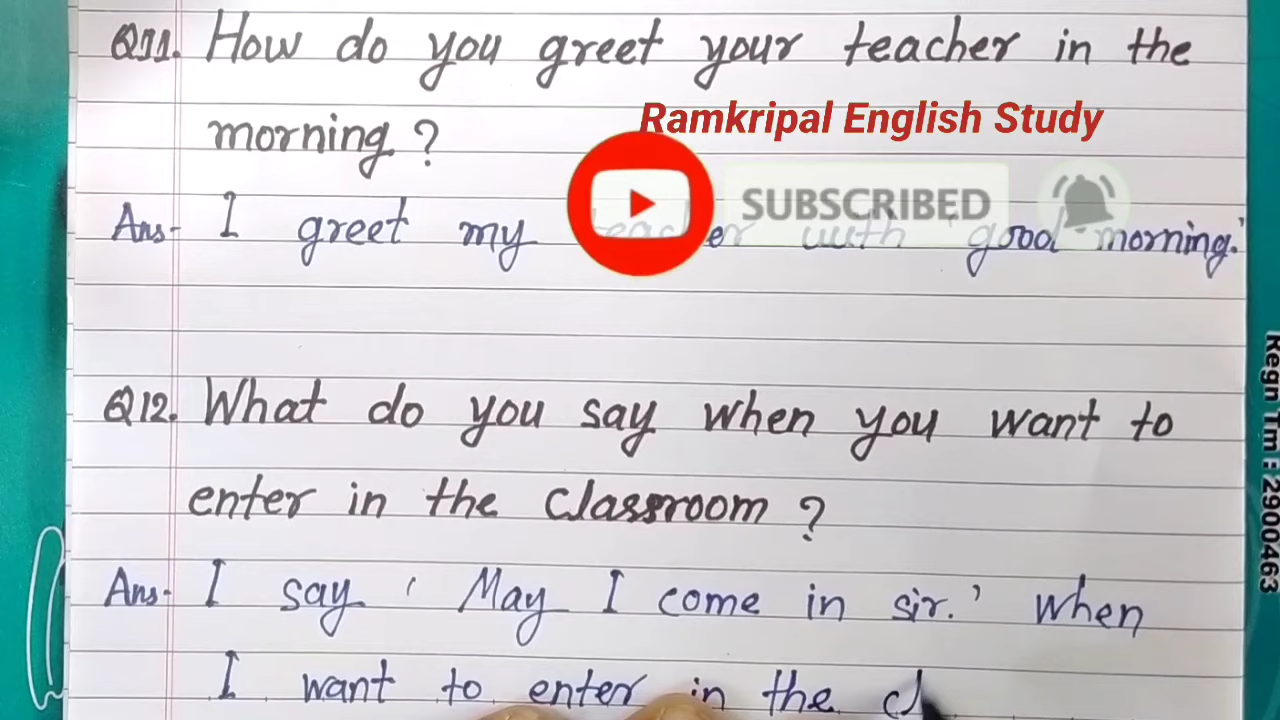 Q11. How do you greet your teacher in the
Ramkripal English Study
morning ?
SUBSCRIBED
Ans- I greet my teacher with 'good morning.'
Q12. What do you say when you want to
enter in the classroom ?
Ans- I say ' May I come in sir.' when
I want to enter in the cl
Regn Tm : 2900463